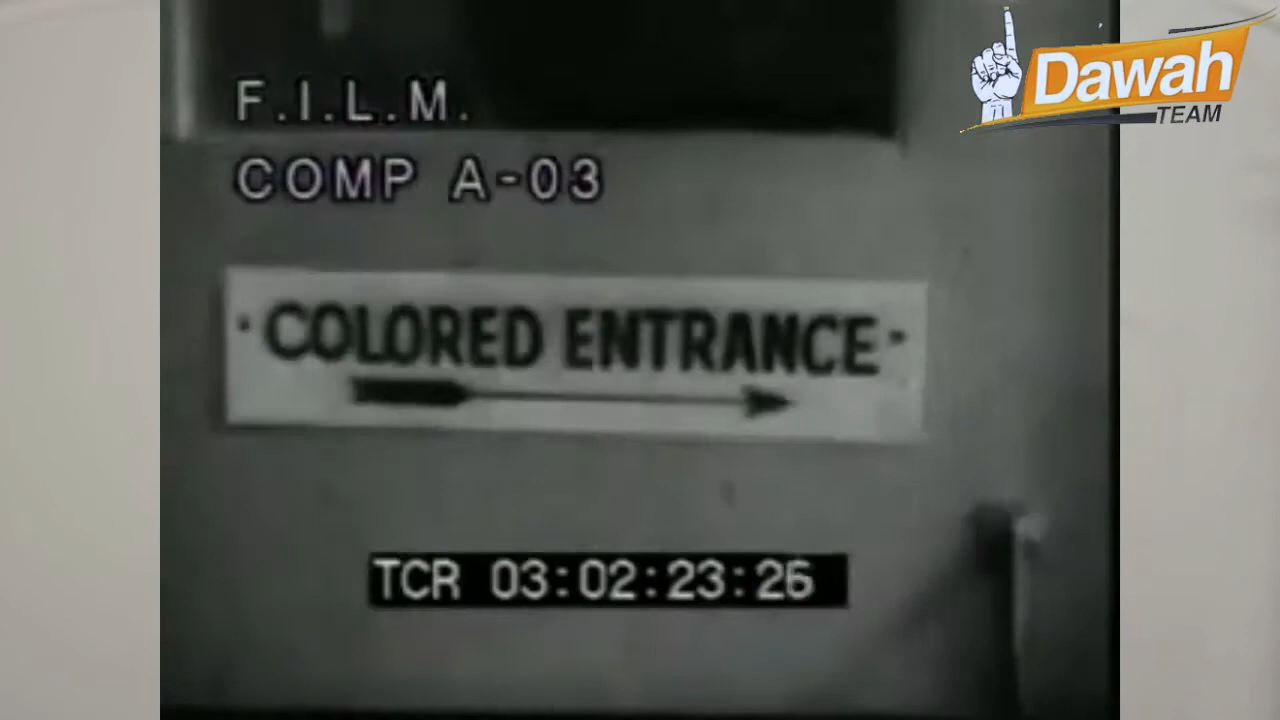 F.I.L.M.
COMP A-03
Dawah
TEAM
COLORED ENTRANCE
TCR 03:02:23:26